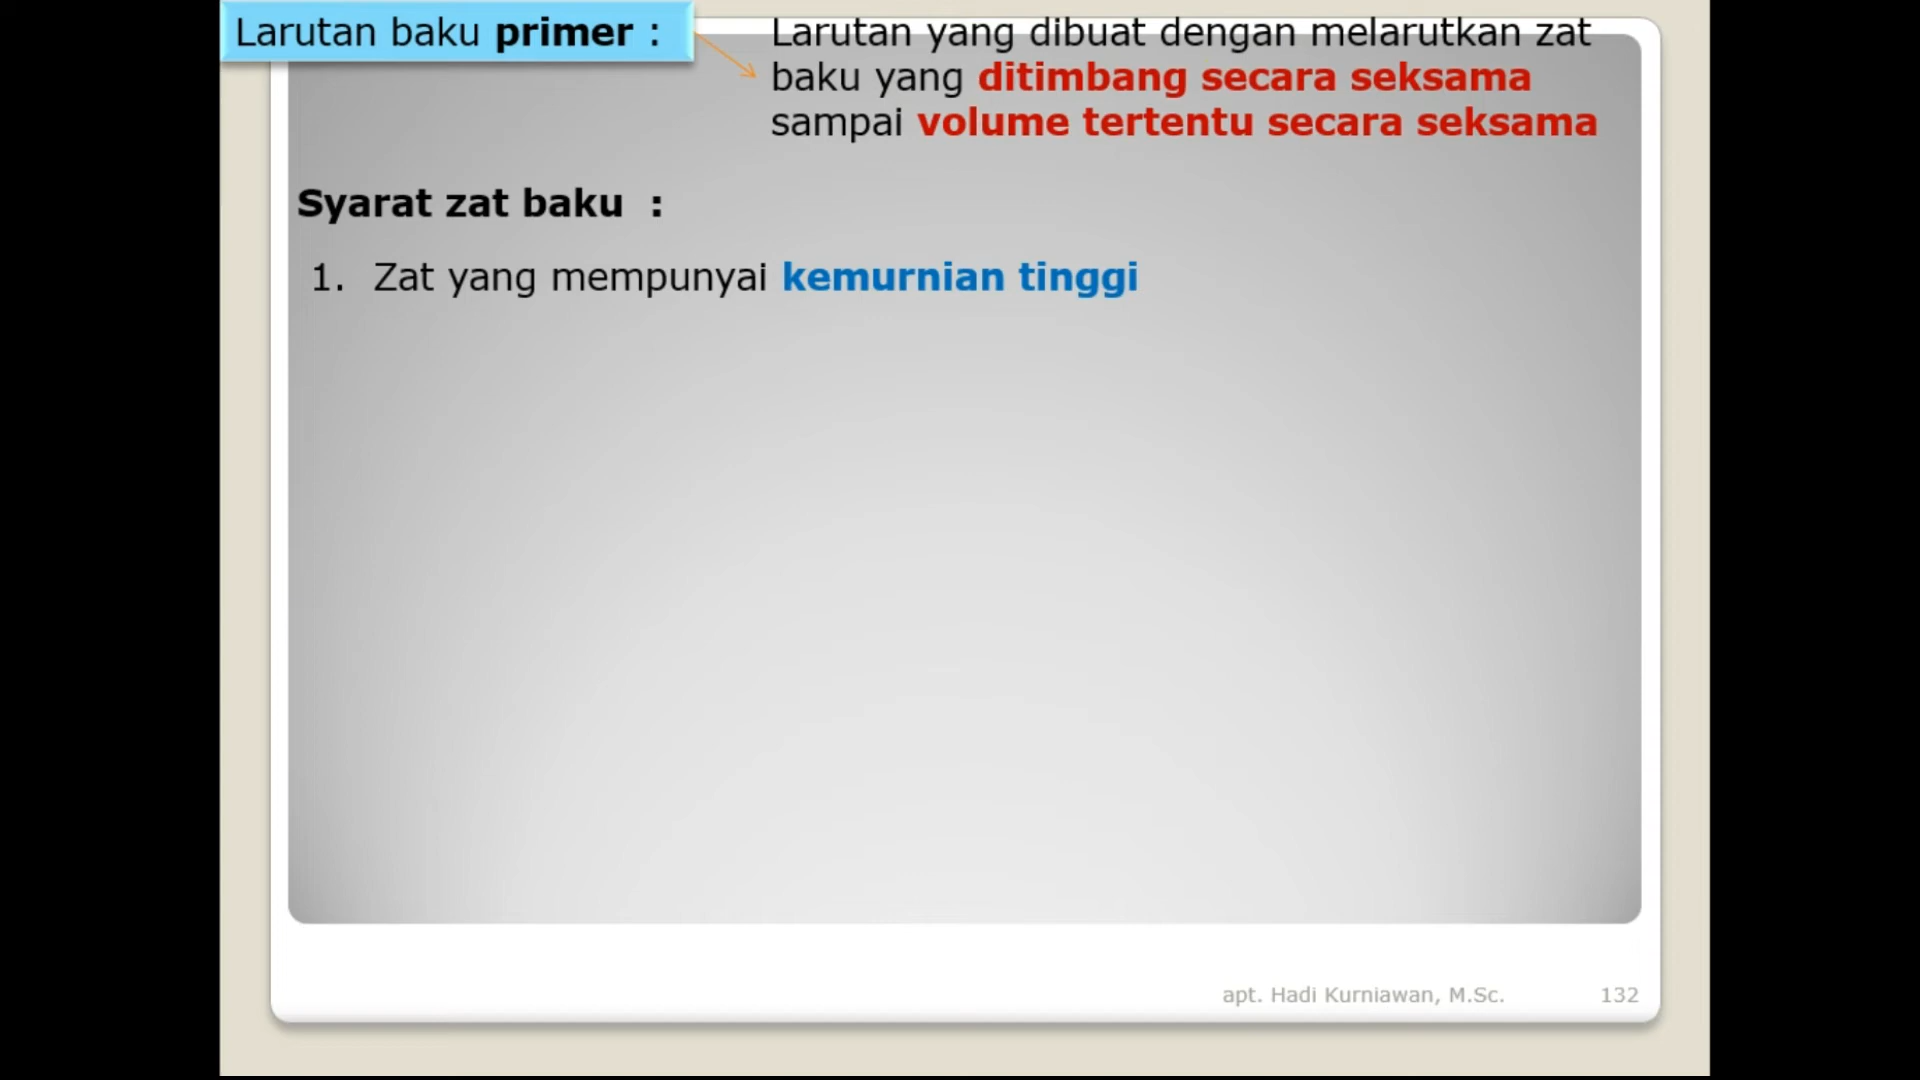 Larutan baku primer :
Larutan yang dibuat dengan melarutkan zat
baku yang ditimbang secara seksama
sampai volume tertentu secara seksama
Syarat zat baku :
1. Zat yang mempunyai kemurnian tinggi
apt. Hadi Kurniawan, M.Sc. 132